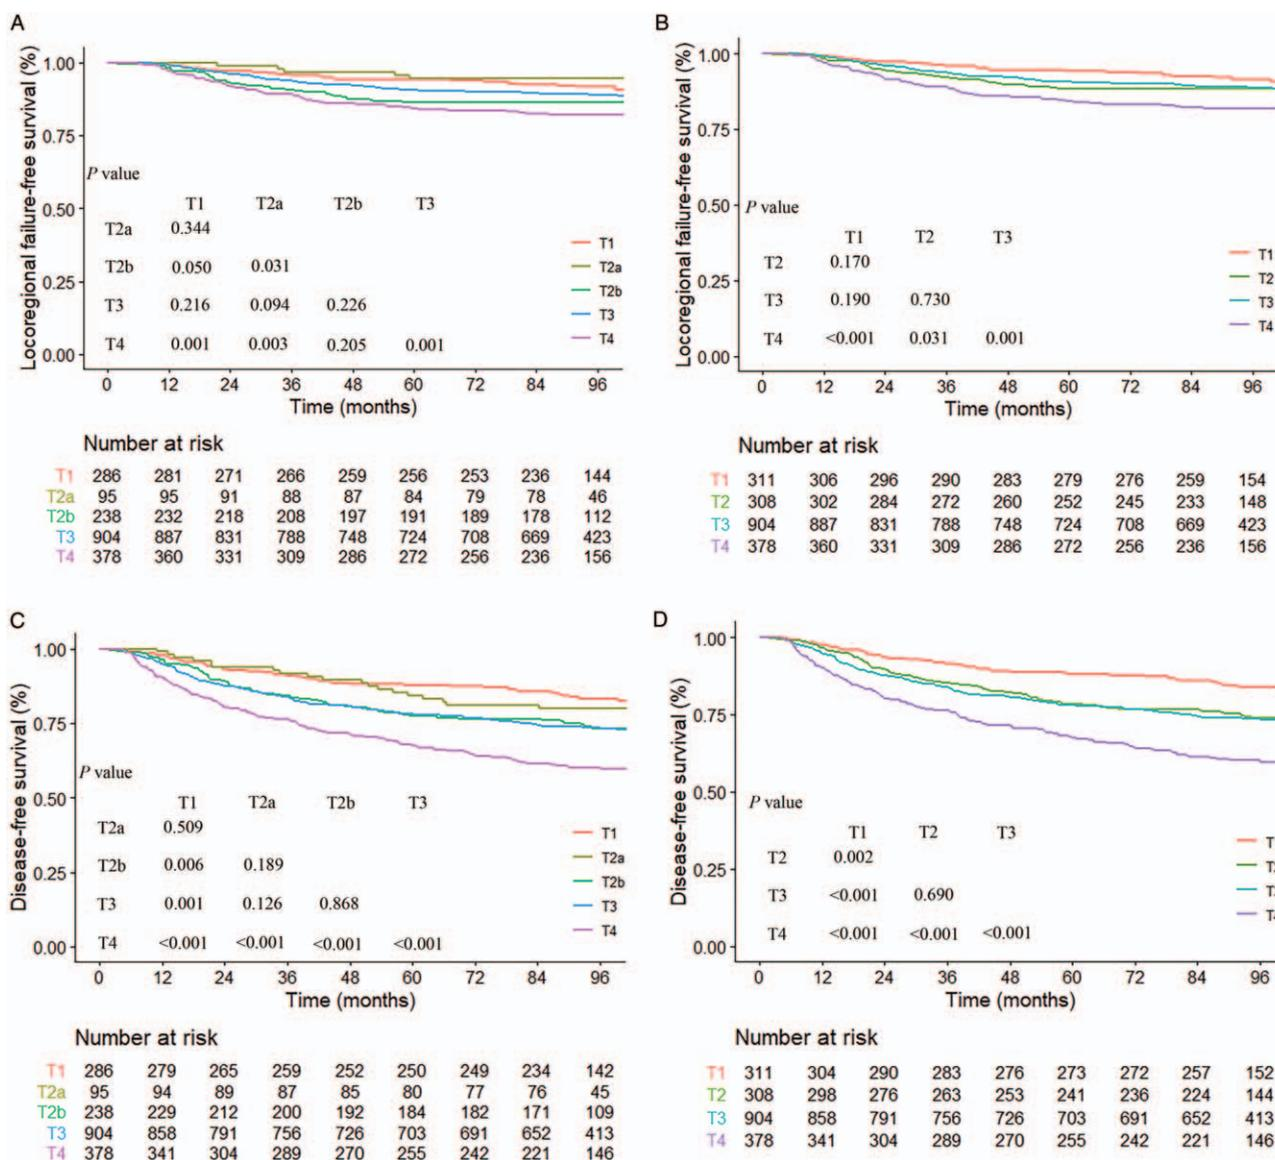 A
Locoregional failure-free survival (%)
1.00
0.75
0.50
0.25
0.00
P value
T1 T2a T2b T3
T2a 0.344
T2b 0.050 0.031
T3 0.216 0.094 0.226
T4 0.001 0.003 0.205 0.001
T1
T2a
T2b
T3
T4
0 12 24 36 48 60 72 84 96
Time (months)
Number at risk
T1 286 281 271 266 259 256 253 236 144
T2a 95 95 91 88 87 84 79 78 46
T2b 238 232 218 208 197 191 189 178 112
T3 904 887 831 788 748 724 708 669 423
T4 378 360 331 309 286 272 256 236 156
B
Locoregional failure-free survival (%)
1.00
0.75
0.50
0.25
0.00
P value
T1 T2 T3
T2 0.170
T3 0.190 0.730
T4 <0.001 0.031 0.001
T1
T2
T3
T4
0 12 24 36 48 60 72 84 96
Time (months)
Number at risk
T1 311 306 296 290 283 279 276 259 154
T2 308 302 284 272 260 252 245 233 148
T3 904 887 831 788 748 724 708 669 423
T4 378 360 331 309 286 272 256 236 156
C
Disease-free survival (%)
1.00
0.75
0.50
0.25
0.00
P value
T1 T2a T2b T3
T2a 0.509
T2b 0.006 0.189
T3 0.001 0.126 0.868
T4 <0.001 <0.001 <0.001 <0.001
T1
T2a
T2b
T3
T4
0 12 24 36 48 60 72 84 96
Time (months)
Number at risk
T1 286 279 265 259 252 250 249 234 142
T2a 95 94 89 87 85 80 77 76 45
T2b 238 229 212 200 192 184 182 171 109
T3 904 858 791 756 726 703 691 652 413
T4 378 341 304 289 270 255 242 221 146
D
Disease-free survival (%)
1.00
0.75
0.50
0.25
0.00
P value
T1 T2 T3
T2 0.002
T3 <0.001 0.690
T4 <0.001 <0.001 <0.001
0 12 24 36 48 60 72 84 96
Time (months)
Number at risk
T1 311 304 290 283 276 273 272 257 152
T2 308 298 276 263 253 241 236 224 144
T3 904 858 791 756 726 703 691 652 413
T4 378 341 304 289 270 255 242 221 146